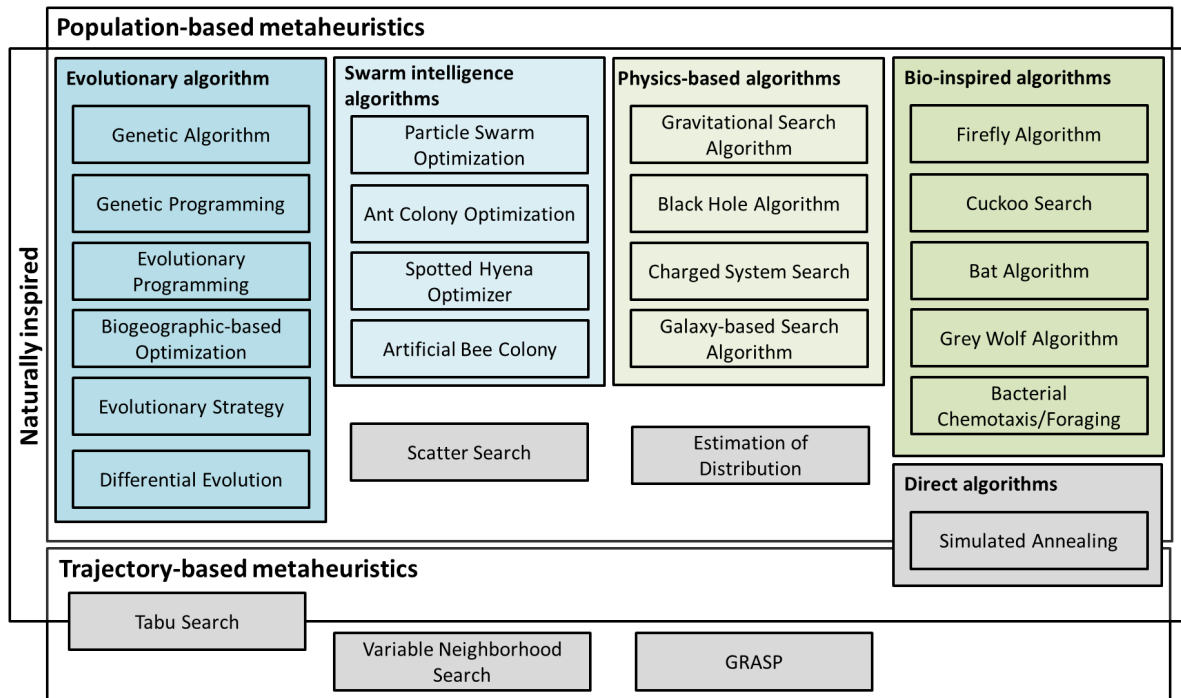 Population-based metaheuristics
Naturally inspired
Evolutionary algorithm
Genetic Algorithm
Genetic Programming
Evolutionary
Programming
Biogeographic-based
Optimization
Evolutionary Strategy
Differential Evolution
Swarm intelligence
algorithms
Particle Swarm
Optimization
Ant Colony Optimization
Spotted Hyena
Optimizer
Artificial Bee Colony
Scatter Search
Physics-based algorithms
Gravitational Search
Algorithm
Black Hole Algorithm
Charged System Search
Galaxy-based Search
Algorithm
Estimation of
Distribution
Bio-inspired algorithms
Firefly Algorithm
Cuckoo Search
Bat Algorithm
Grey Wolf Algorithm
Bacterial
Chemotaxis/Foraging
Direct algorithms
Simulated Annealing
Trajectory-based metaheuristics
Tabu Search
Variable Neighborhood
Search
GRASP